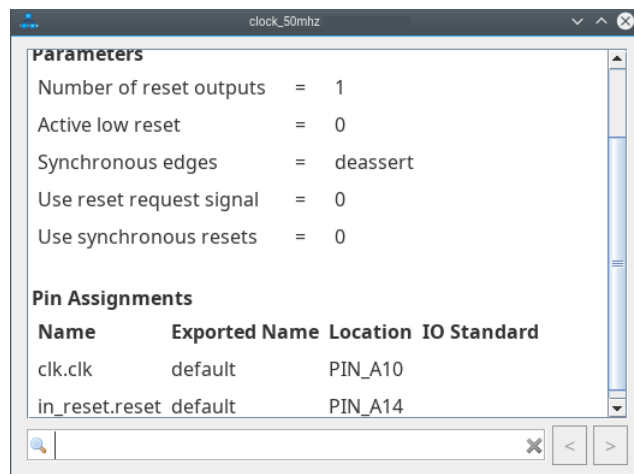 clock_50mhz
Parameters
Number of reset outputs = 1
Active low reset = 0
Synchronous edges = deassert
Use reset request signal = 0
Use synchronous resets = 0
Pin Assignments
Name Exported Name Location IO Standard
clk.clk default PIN_A10
in_reset.reset default PIN_A14
< >